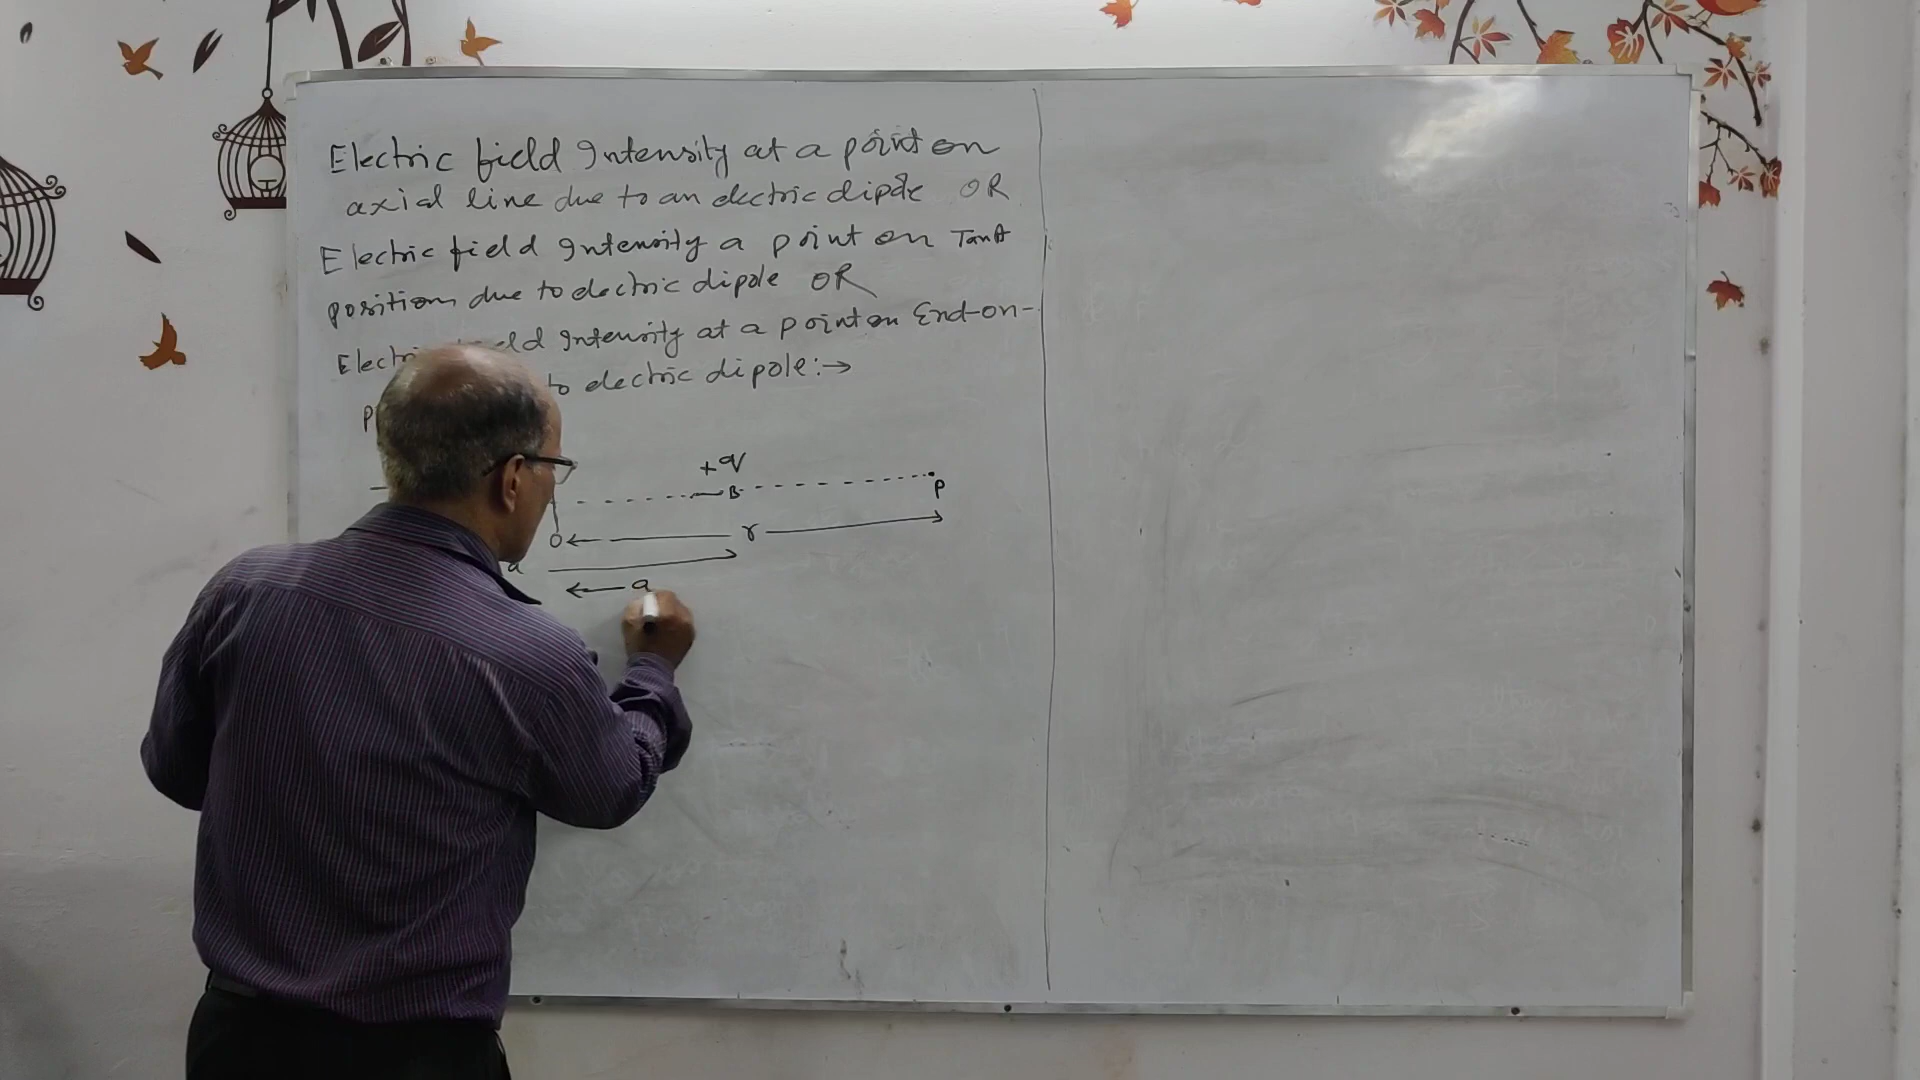 Electric field Intensity at a point on
axial line due to an electric dipole OR
Electric field Intensity a point on TanA
position due to electric dipole OR
Intensity at a point on End-on-
to electric dipole:→
+q
B
P
O
r
a